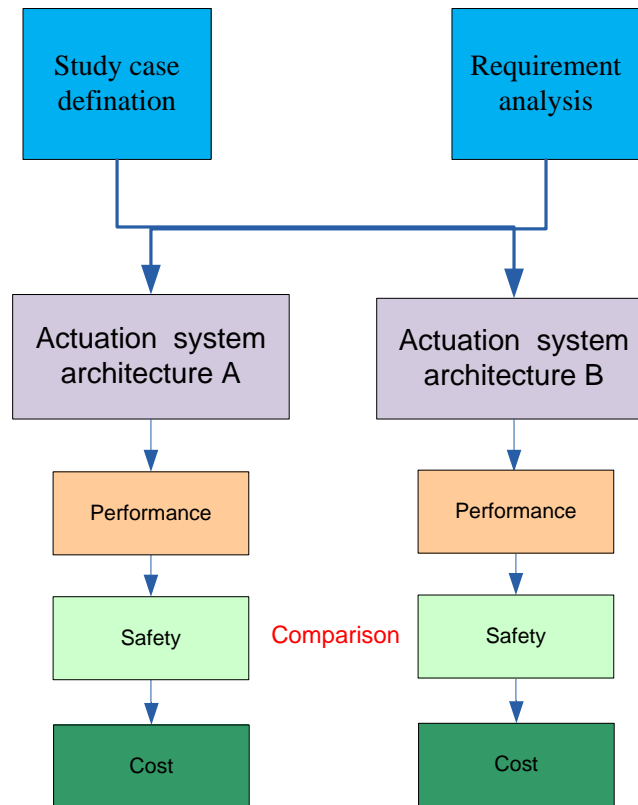 Study case
defination
Requirement
analysis
Actuation system
architecture A
Actuation system
architecture B
Performance
Performance
Safety
Comparison
Safety
Cost
Cost